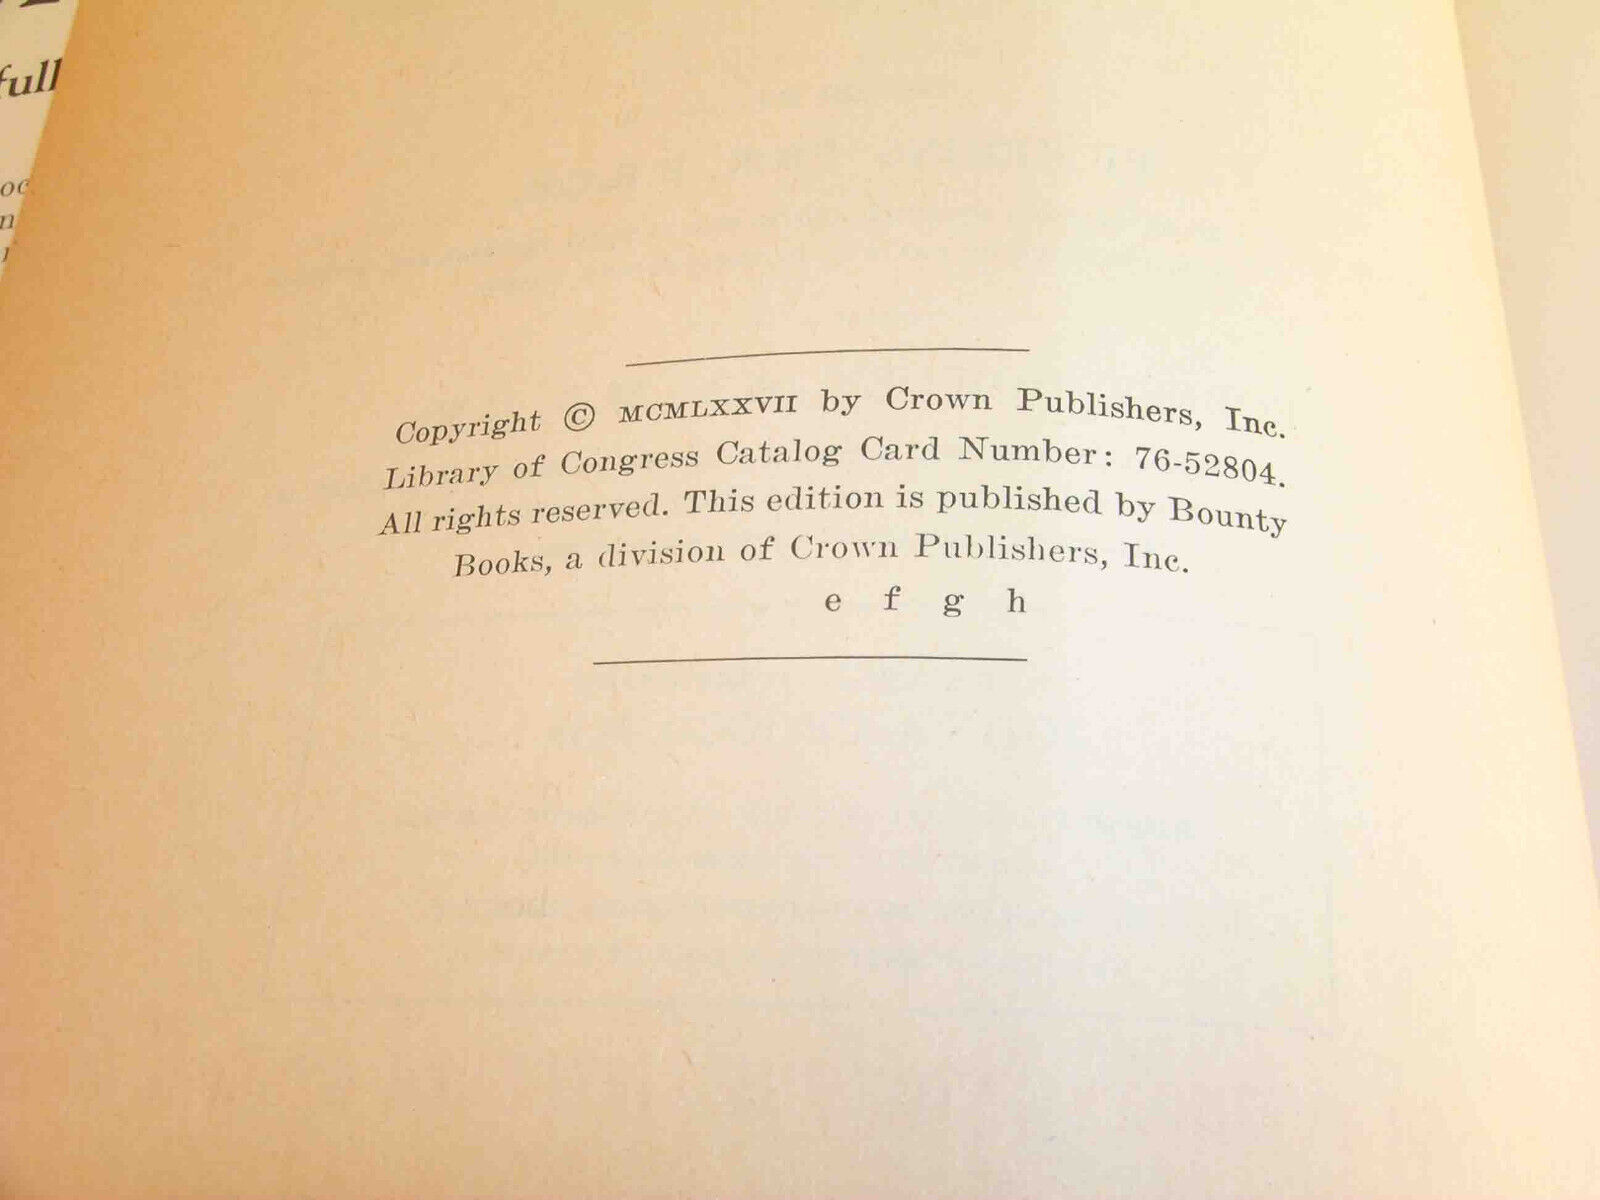 full
Copyright © MCMLXXVII by Crown Publishers, Inc.
Library of Congress Catalog Card Number: 76-52804.
All rights reserved. This edition is published by Bounty
Books, a division of Crown Publishers, Inc.
e f g h